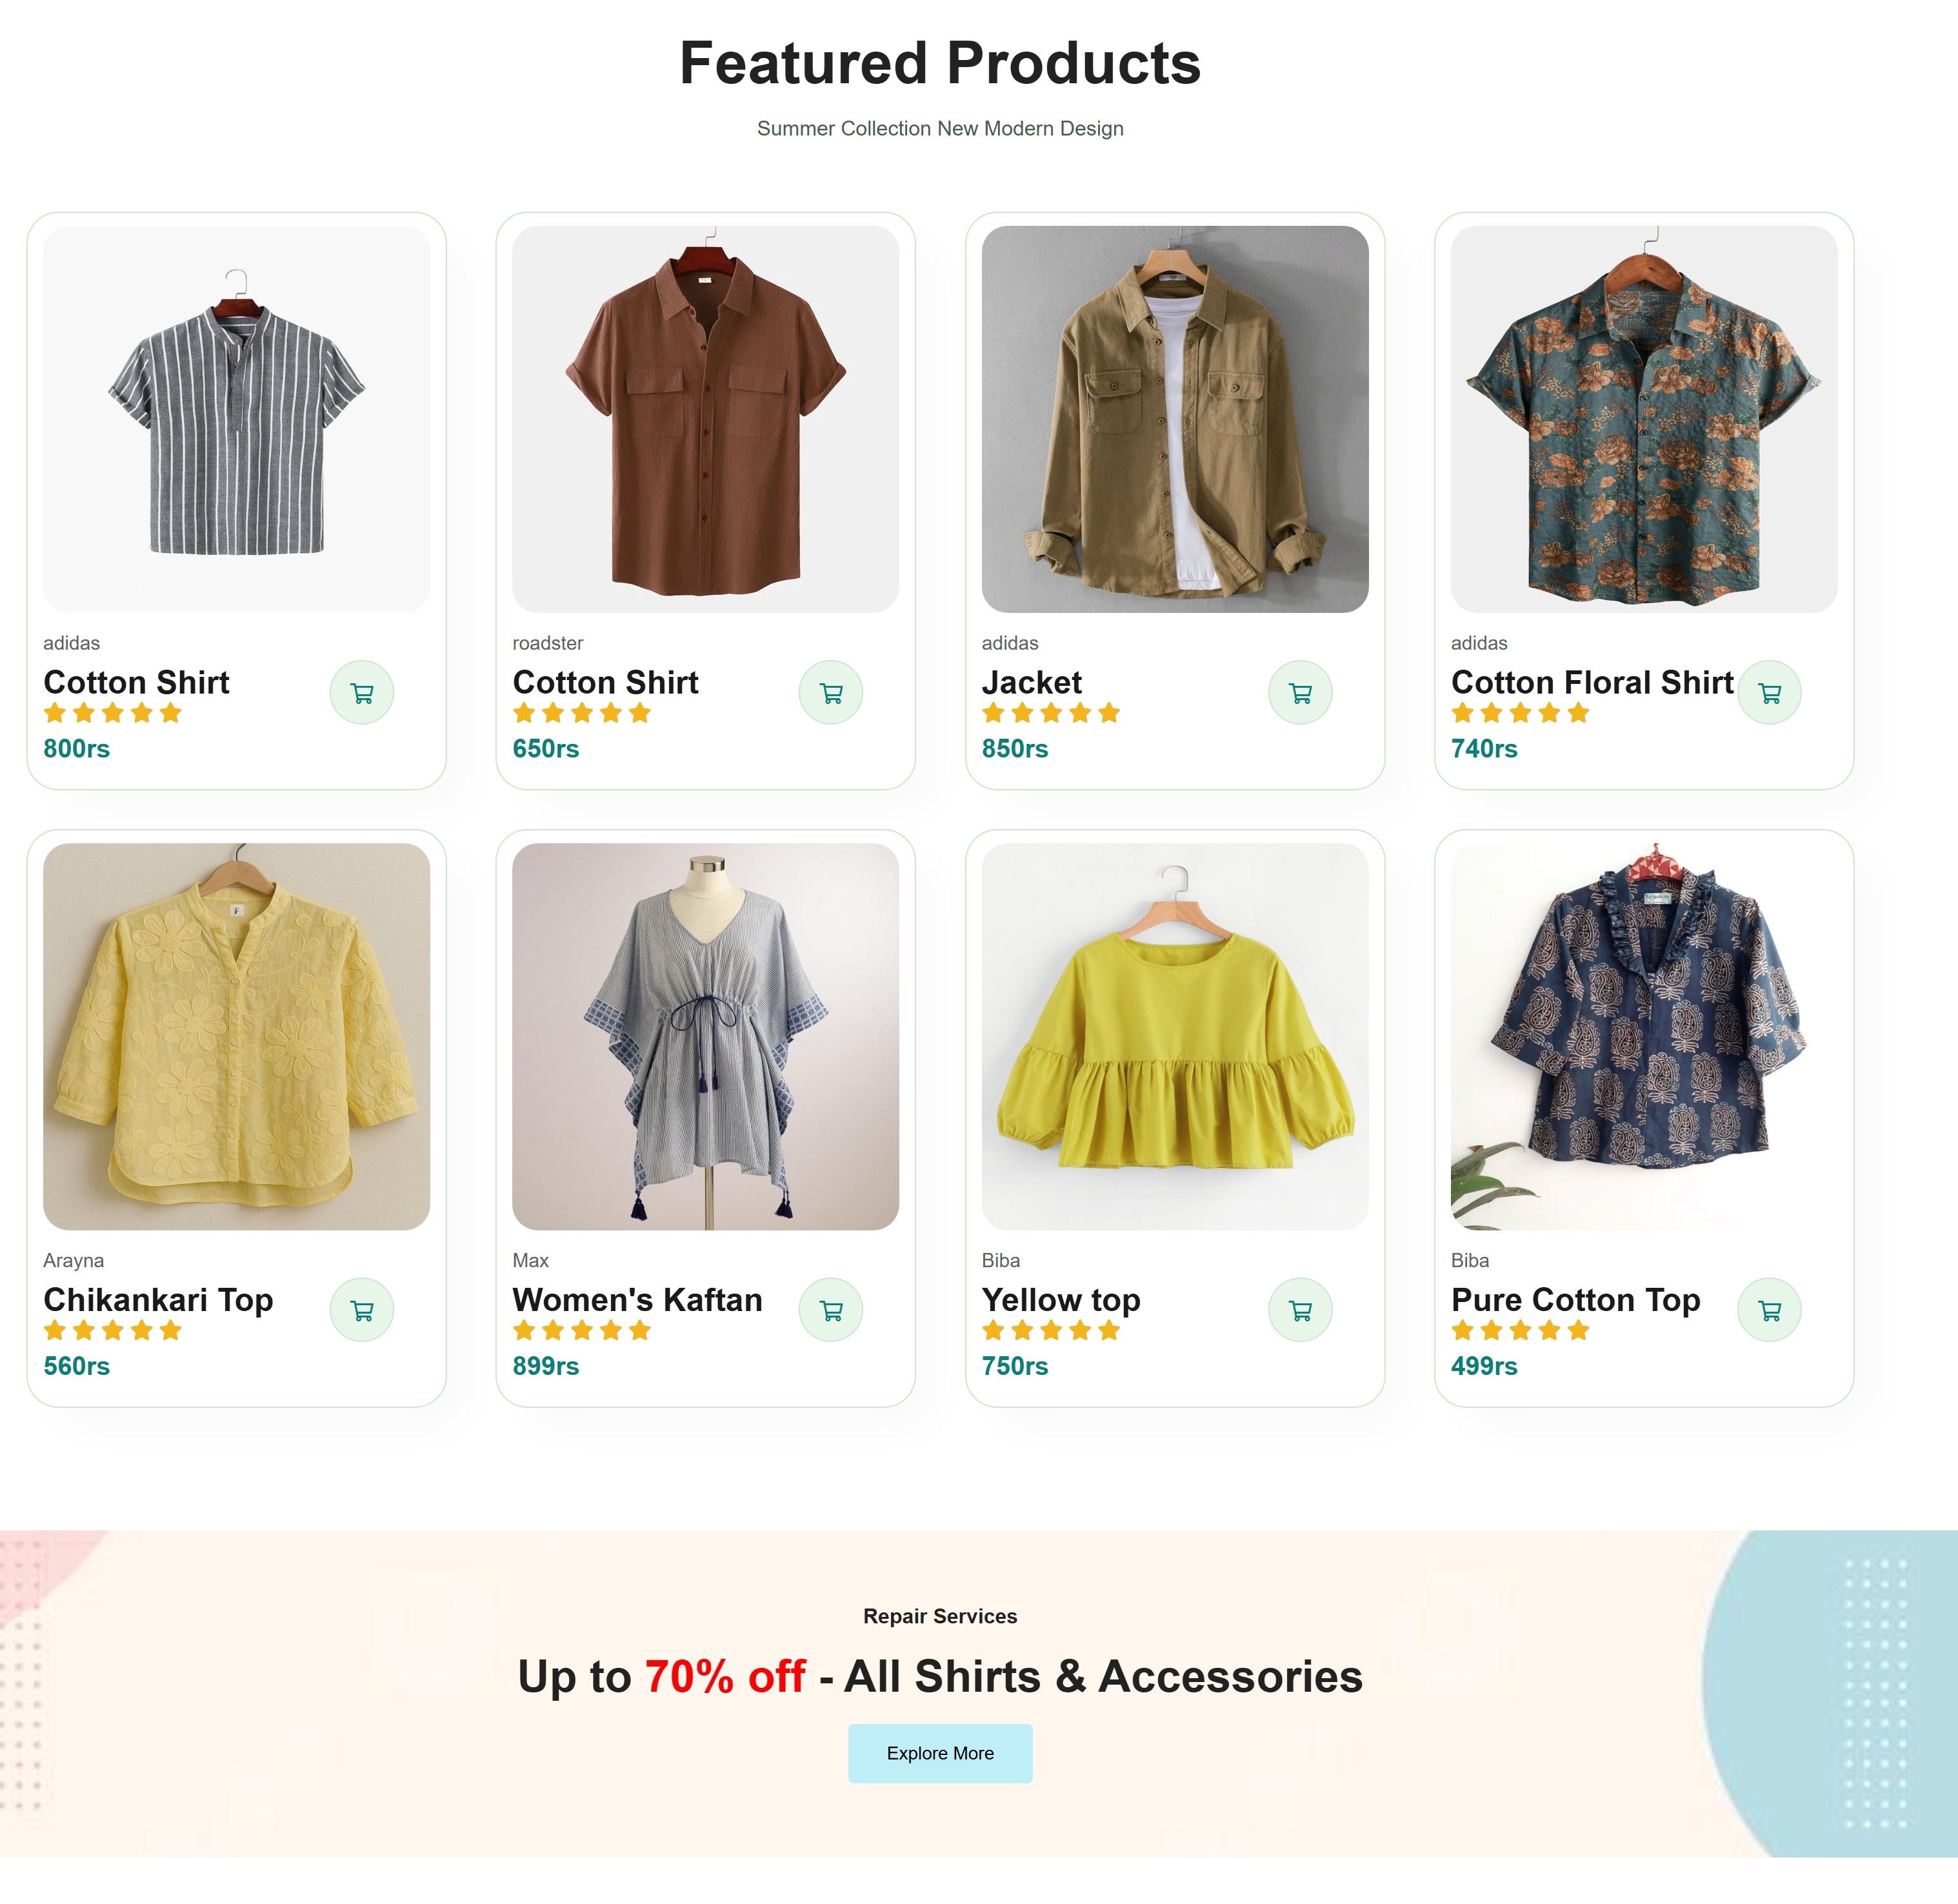 Featured Products
Summer Collection New Modern Design
adidas
Cotton Shirt
800rs
roadster
Cotton Shirt
650rs
adidas
Jacket
850rs
adidas
Cotton Floral Shirt
740rs
Arayna
Chikankari Top
560rs
Max
Women's Kaftan
899rs
Biba
Yellow top
750rs
Biba
Pure Cotton Top
499rs
Repair Services
Up to 70% off - All Shirts & Accessories
Explore More